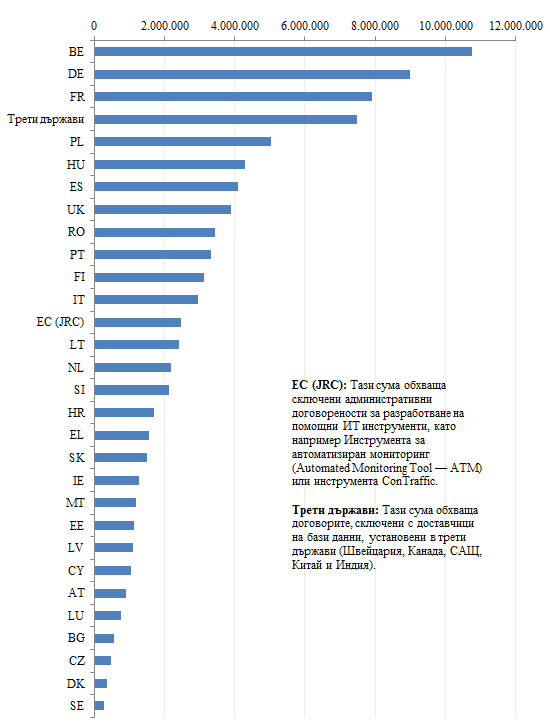 0 2.000.000 4.000.000 6.000.000 8.000.000 10.000.000 12.000.000
BE
DE
FR
Трети държави
PL
HU
ES
UK
RO
PT
FI
IT
EC (JRC)
LT
NL
SI
HR
EL
SK
IE
MT
EE
LV
CY
AT
LU
BG
CZ
DK
SE
EC (JRC): Тази сума обхваща
сключени административни
договорености за разработване на
помощни ИТ инструменти, като
например Инструмента за
автоматизиран мониторинг
(Automated Monitoring Tool — ATM)
или инструмента ConTraffic.
Трети държави: Тази сума обхваща
договорите, сключени с доставчици
на бази данни, установени в трети
държави (Швейцария, Канада, САЩ,
Китай и Индия).